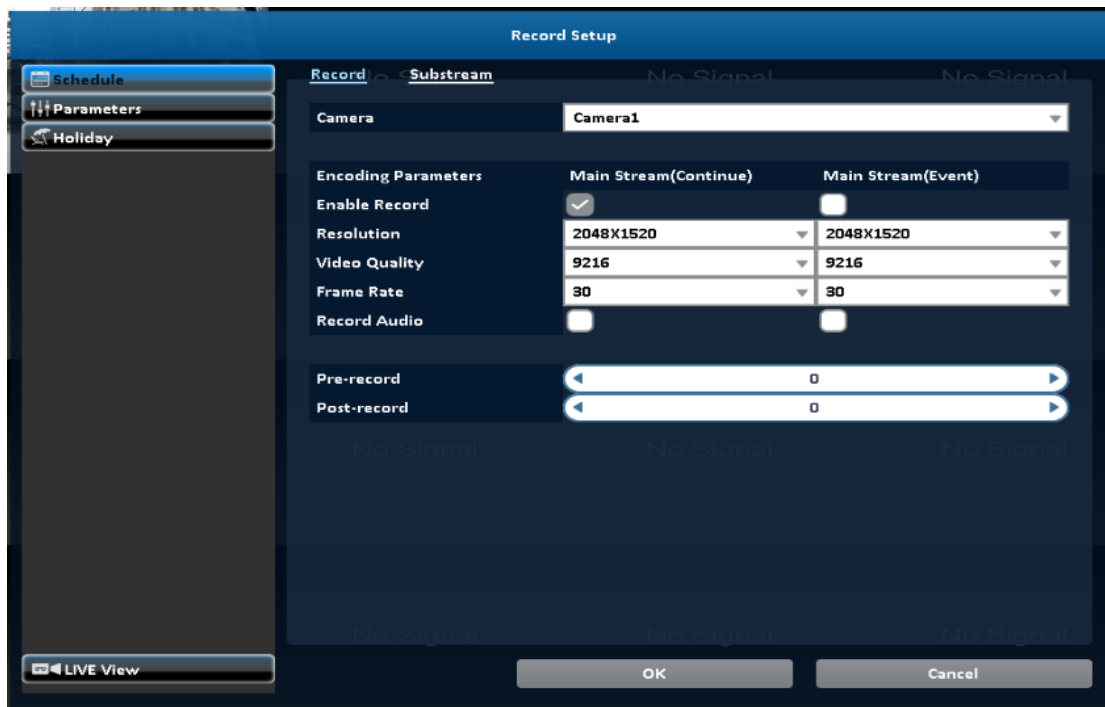 Record Setup
Schedule
Parameters
Holiday
LIVE View
Record Substream
No Signal No Signal
Camera Camera1
Encoding Parameters Main Stream(Continue) Main Stream(Event)
Enable Record
Resolution 2048X1520 2048X1520
Video Quality 9216 9216
Frame Rate 30 30
Record Audio
Pre-record 0
Post-record 0
No Signal No Signal No Signal
No Signal No Signal No Signal
OK Cancel